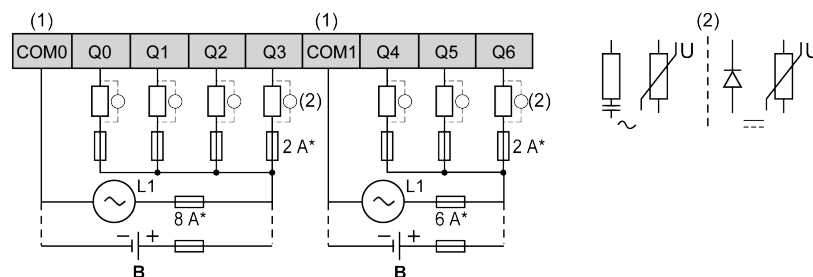 (1) (1) (2)
COM0 Q0 Q1 Q2 Q3 COM1 Q4 Q5 Q6
U U
(2) (2)
2 A* 2 A*
L1 L1
8 A* 6 A*
− + − +
B B